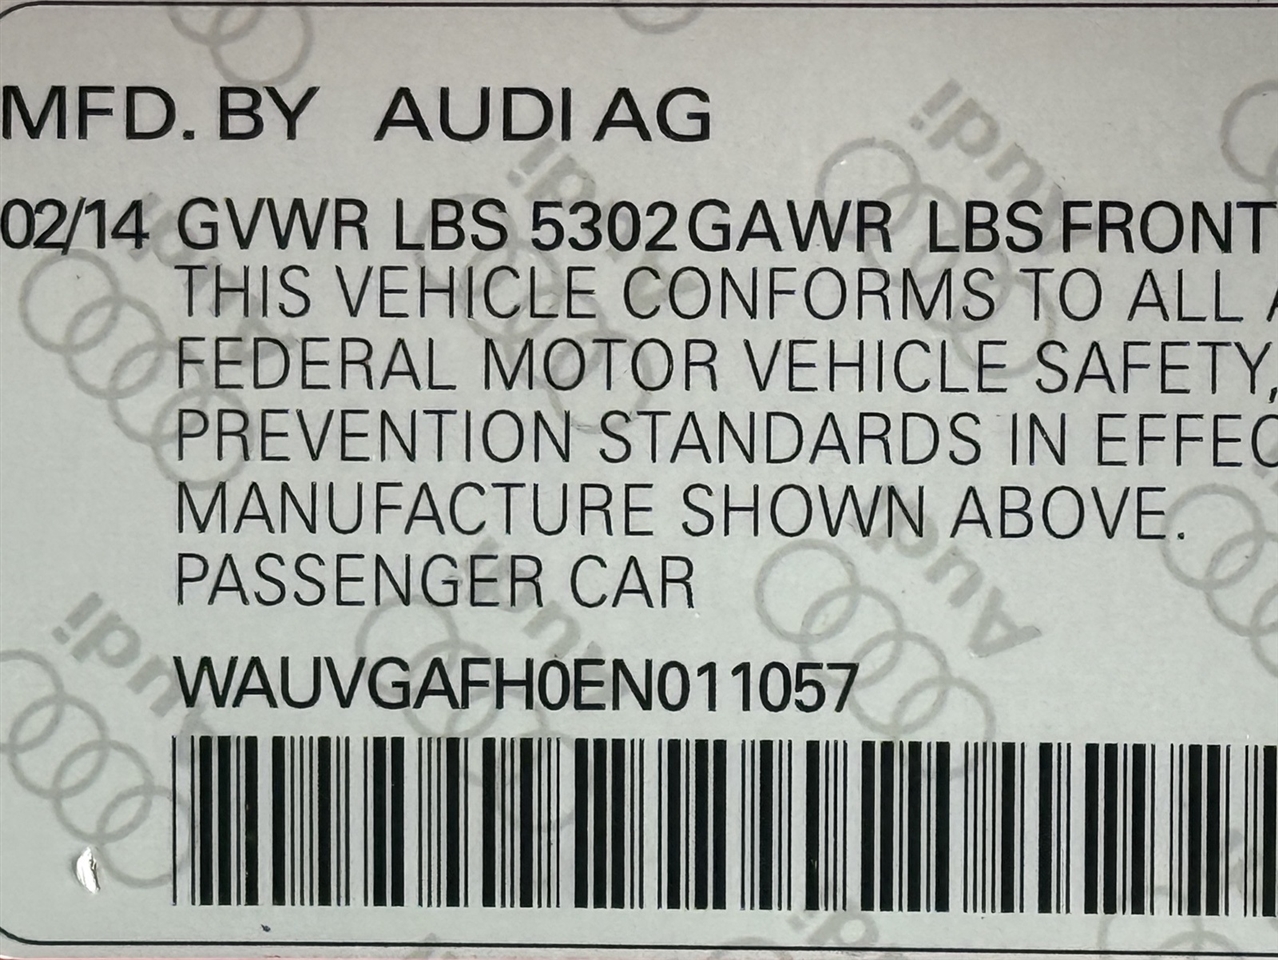 MFD. BY AUDI AG
02/14 GVWR LBS 5302 GAWR LBS FRONT
THIS VEHICLE CONFORMS TO ALL
FEDERAL MOTOR VEHICLE SAFETY,
PREVENTION STANDARDS IN EFFEC
MANUFACTURE SHOWN ABOVE.
PASSENGER CAR
WAUVGAFH0EN011057